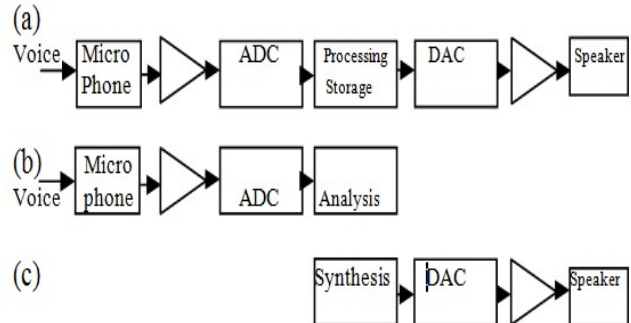 (a)
Voice
Micro
Phone
ADC
Processing
Storage
DAC
Speaker
(b)
Voice
Micro
phone
ADC
Analysis
(c)
Synthesis
DAC
Speaker